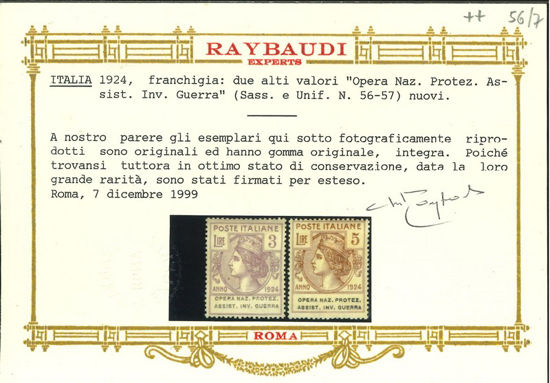 ++ 56/7
RAYBAUDI
EXPERTS
ITALIA 1924, franchigia: due alti valori "Opera Naz. Protez. As-
sist. Inv. Guerra" (Sass. e Unif. N. 56-57) nuovi.
A nostro parere gli esemplari qui sotto fotograficamente ripro-
dotti sono originali ed hanno gomma originale, integra. Poiché
trovansi tuttora in ottimo stato di conservazione, data la loro
grande rarità, sono stati firmati per esteso.
Roma, 7 dicembre 1999
POSTE ITALIANE
LIRE 3
ANNO 1924
OPERA NAZ. PROTEZ.
ASSIST. INV. GUERRA
POSTE ITALIANE
LIRE 5
ANNO 1924
OPERA NAZ. PROTEZ.
ASSIST. INV. GUERRA
ROMA